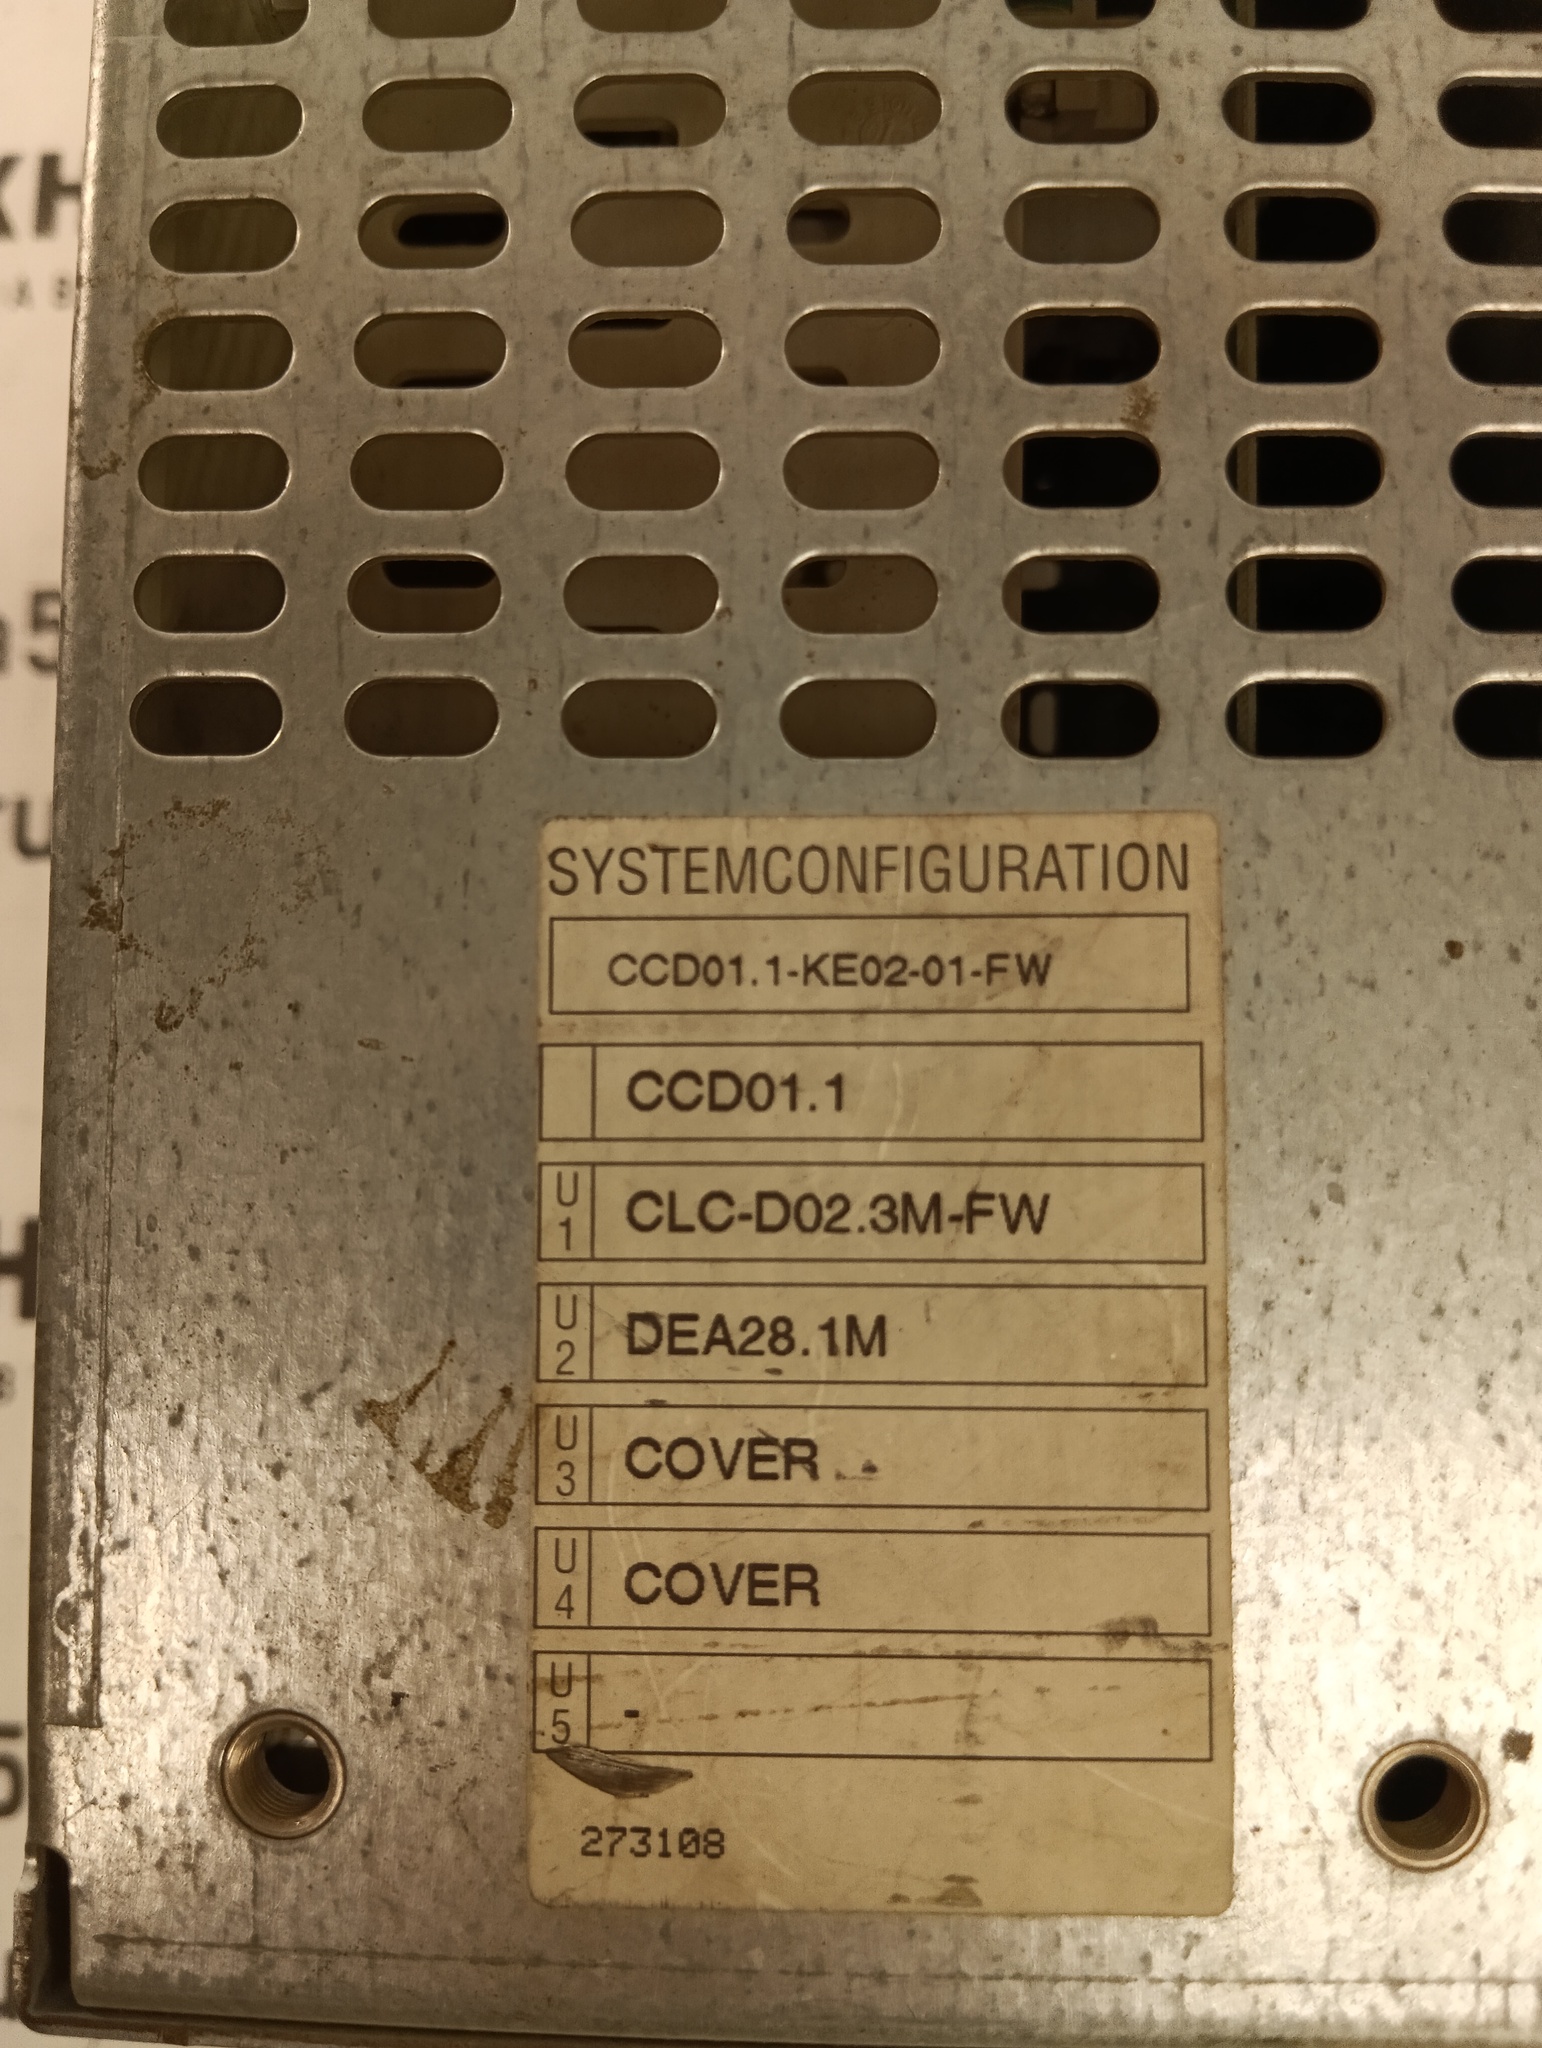 SYSTEMCONFIGURATION
CCD01.1-KE02-01-FW
CCD01.1
U1 CLC-D02.3M-FW
U2 DEA28.1M
U3 COVER
U4 COVER
U5 -
273108